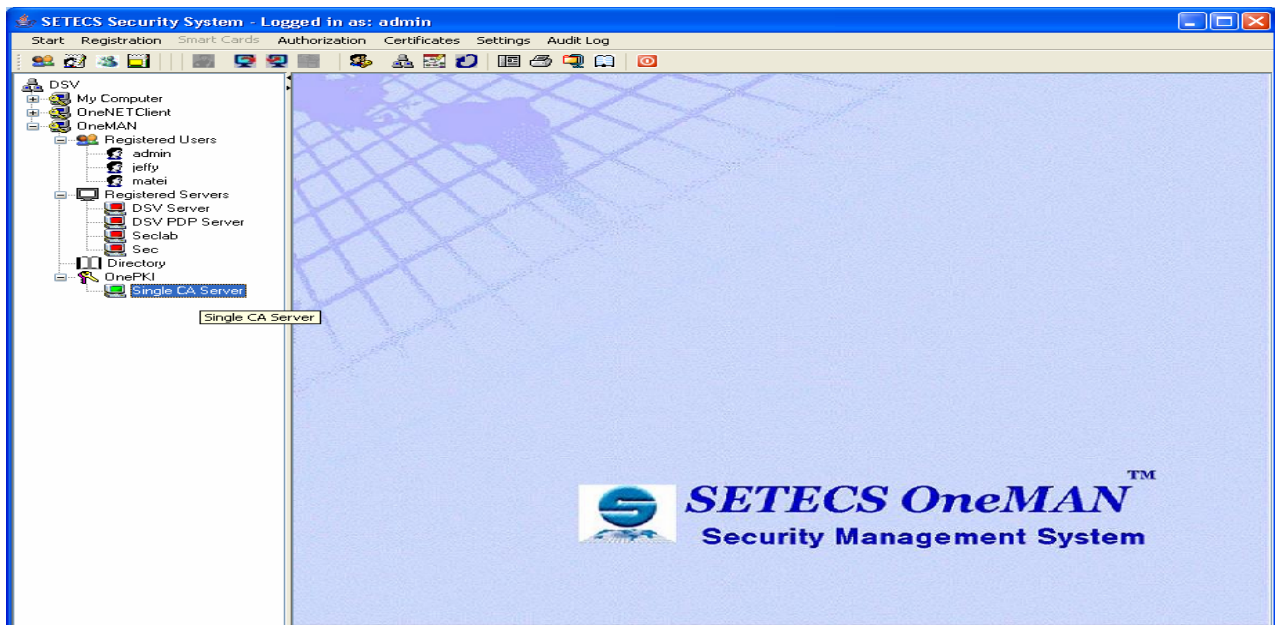 SETECS Security System - Logged in as: admin
Start Registration Smart Cards Authorization Certificates Settings Audit Log
DSV
My Computer
OneNETClient
OneMAN
Registered Users
admin
jeffy
matei
Registered Servers
DSV Server
DSV PDP Server
Seclab
Sec
Directory
OnePKI
Single CA Server
Single CA Server
SETECS OneMAN™
Security Management System